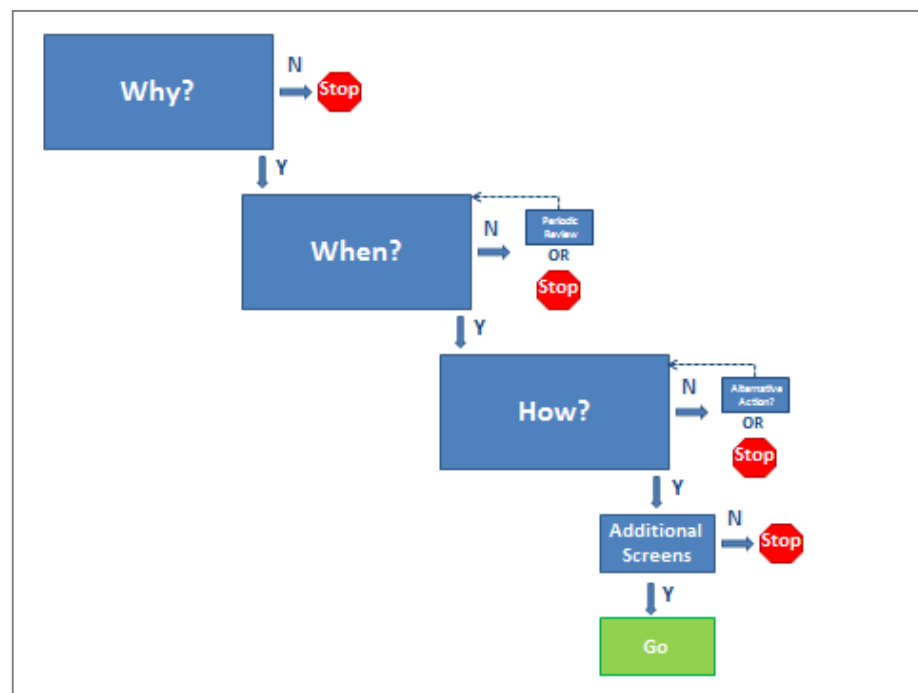 Why?
N
Stop
Y
When?
N
Periodic
Review
OR
Stop
Y
How?
N
Alternative
Action?
OR
Stop
Y
Additional
Screens
N
Stop
Y
Go